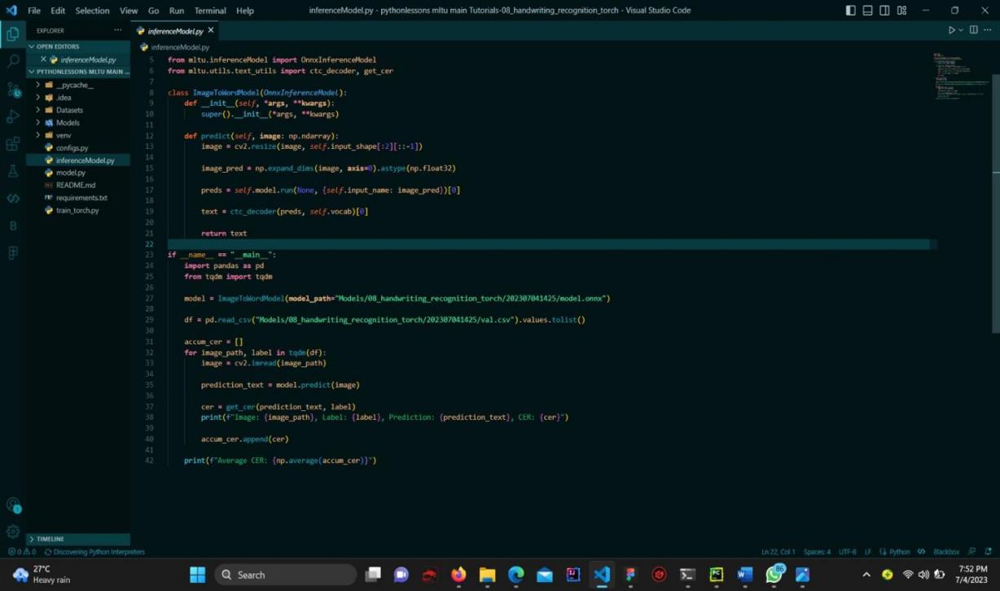 File Edit Selection View Go Run Terminal Help inferenceModel.py - pythonlessons mltu main Tutorials-08_handwriting_recognition_torch - Visual Studio Code
EXPLORER ···
OPEN EDITORS
inferenceModel.py
PYTHONLESSONS MLTU MAIN ...
__pycache__
.idea
Datasets
Models
venv
configs.py
inferenceModel.py
model.py
README.md
requirements.txt
train_torch.py
TIMELINE
inferenceModel.py
inferenceModel.py
5 from mltu.inferenceModel import OnnxInferenceModel
6 from mltu.utils.text_utils import ctc_decoder, get_cer
7
8 class ImageToWordModel(OnnxInferenceModel):
9 def __init__(self, *args, **kwargs):
10 super().__init__(*args, **kwargs)
11
12 def predict(self, image: np.ndarray):
13 image = cv2.resize(image, self.input_shape[:2][::-1])
14
15 image_pred = np.expand_dims(image, axis=0).astype(np.float32)
16
17 preds = self.model.run(None, {self.input_name: image_pred})[0]
18
19 text = ctc_decoder(preds, self.vocab)[0]
20
21 return text
22
23 if __name__ == "__main__":
24 import pandas as pd
25 from tqdm import tqdm
26
27 model = ImageToWordModel(model_path="Models/08_handwriting_recognition_torch/202307041425/model.onnx")
28
29 df = pd.read_csv("Models/08_handwriting_recognition_torch/202307041425/val.csv").values.tolist()
30
31 accum_cer = []
32 for image_path, label in tqdm(df):
33 image = cv2.imread(image_path)
34
35 prediction_text = model.predict(image)
36
37 cer = get_cer(prediction_text, label)
38 print(f"Image: {image_path}, Label: {label}, Prediction: {prediction_text}, CER: {cer}")
39
40 accum_cer.append(cer)
41
42 print(f"Average CER: {np.average(accum_cer)}")
0 0 Discovering Python Interpreters Ln 22, Col 1 Spaces: 4 UTF-8 LF Python Blackbox
27°C
Heavy rain
Search
86
7:52 PM
7/4/2023